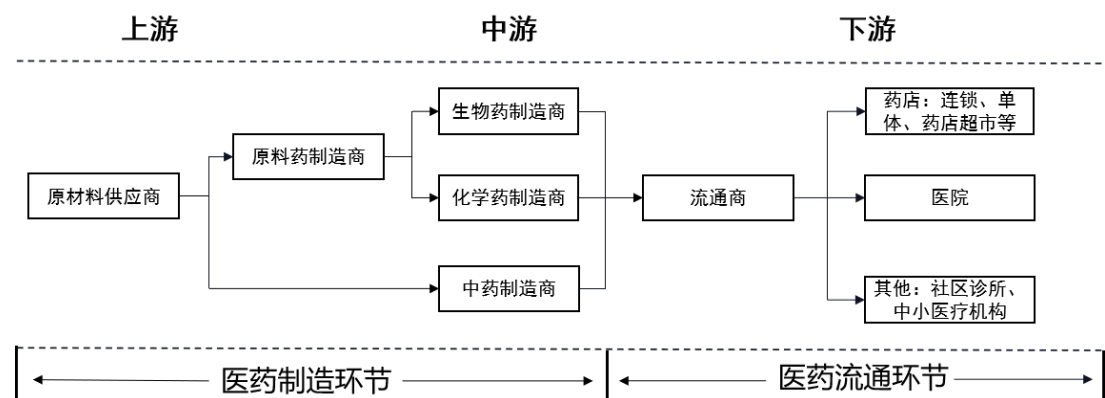 上游
中游
下游
原材料供应商
原料药制造商
生物药制造商
化学药制造商
中药制造商
流通商
药店：连锁、单
体、药店超市等
医院
其他：社区诊所、
中小医疗机构
医药制造环节
医药流通环节